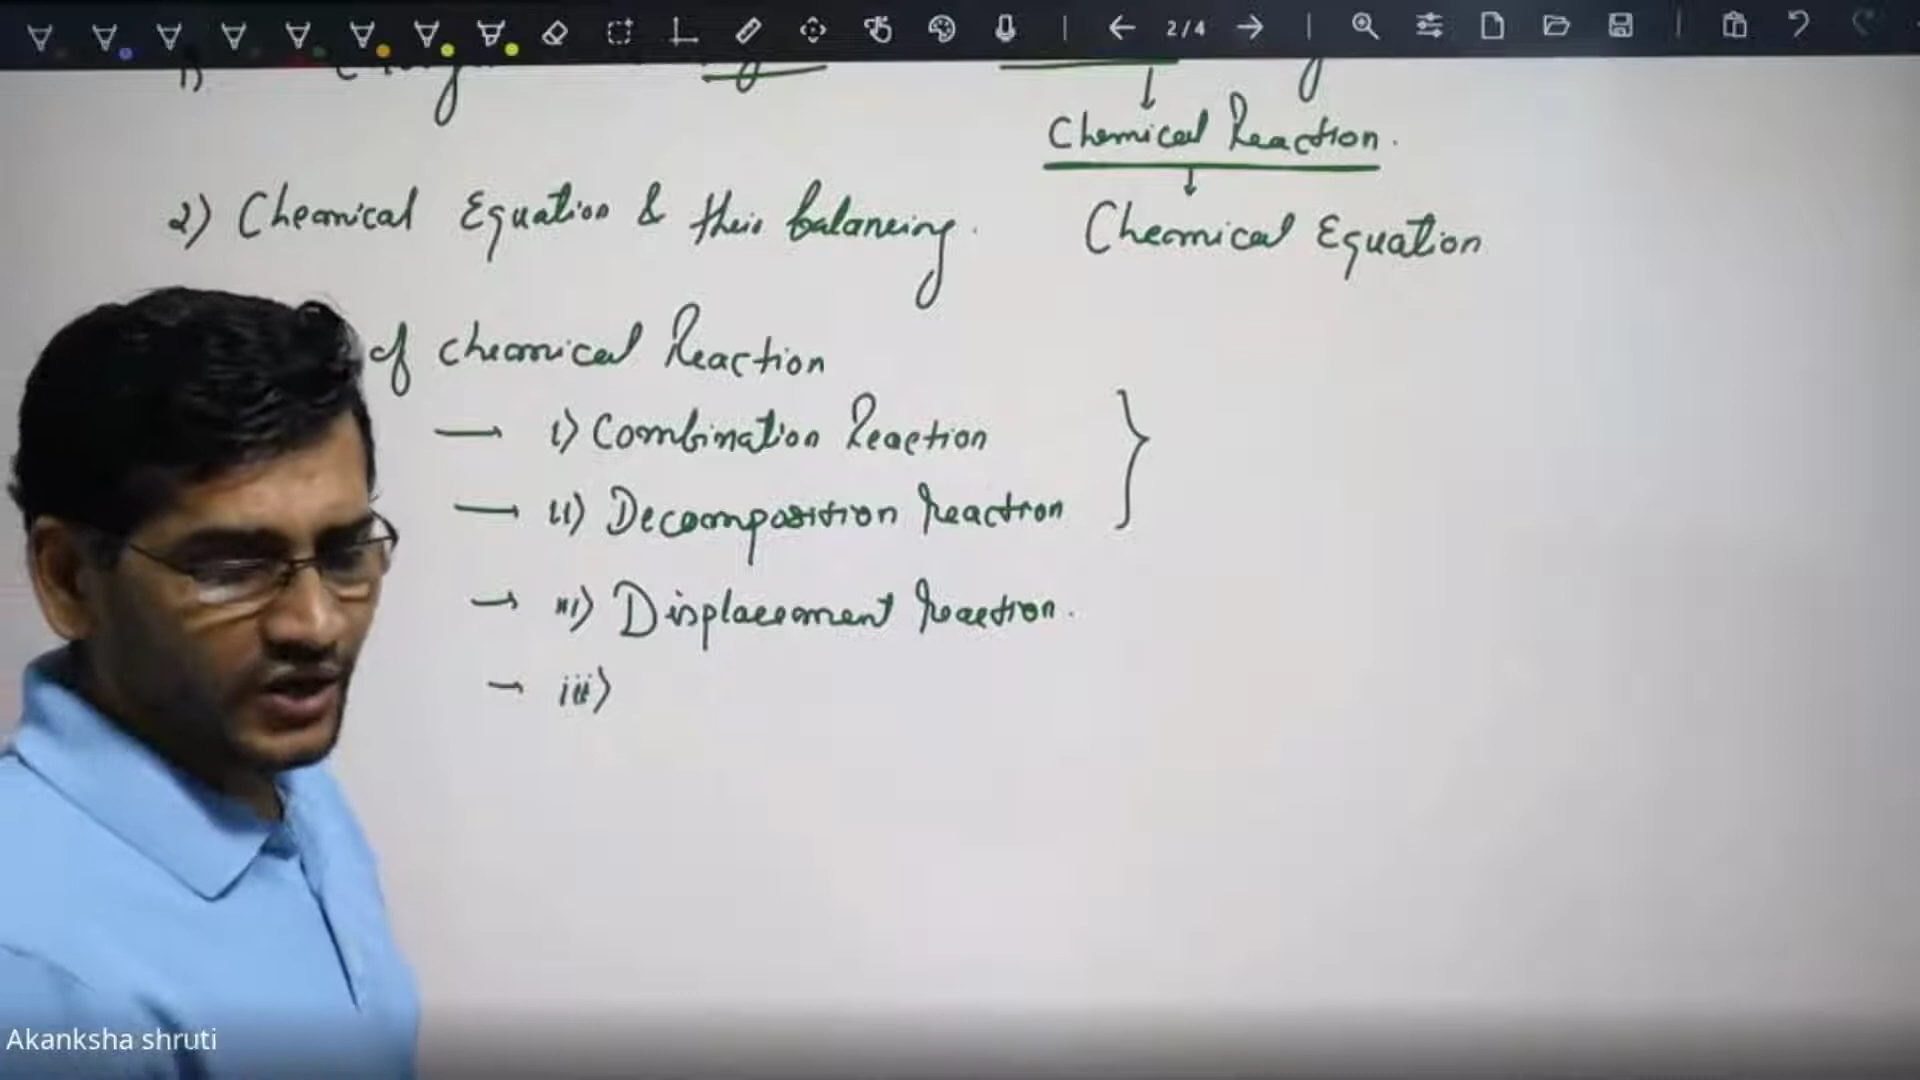 2/4
1)
Chemical Reaction.
2) Chemical Equation & their balancing.
Chemical Equation
of chemical Reaction
— i) Combination Reaction
— ii) Decomposition Reaction
→ iii) Displacement Reaction.
- iii)
Akanksha shruti